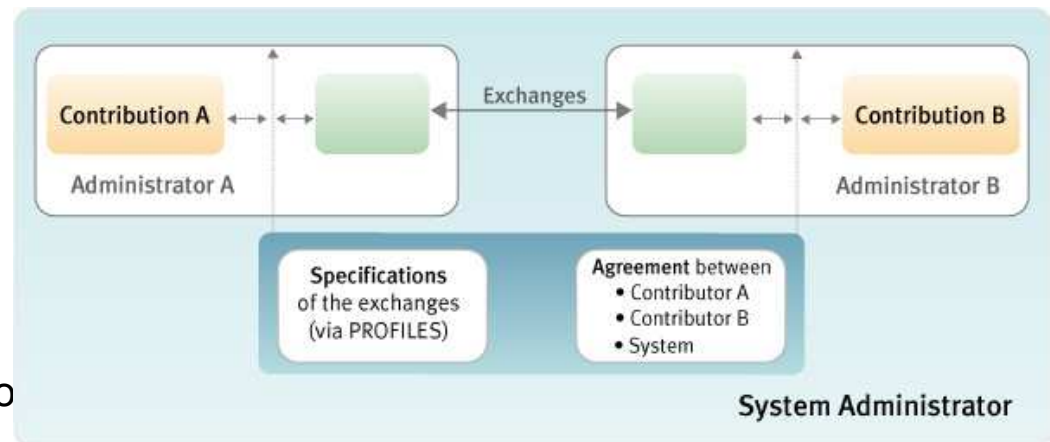 Contribution A
Exchanges
Contribution B
Administrator A
Administrator B
Specifications
of the exchanges
(via PROFILES)
Agreement between
• Contributor A
• Contributor B
• System
System Administrator